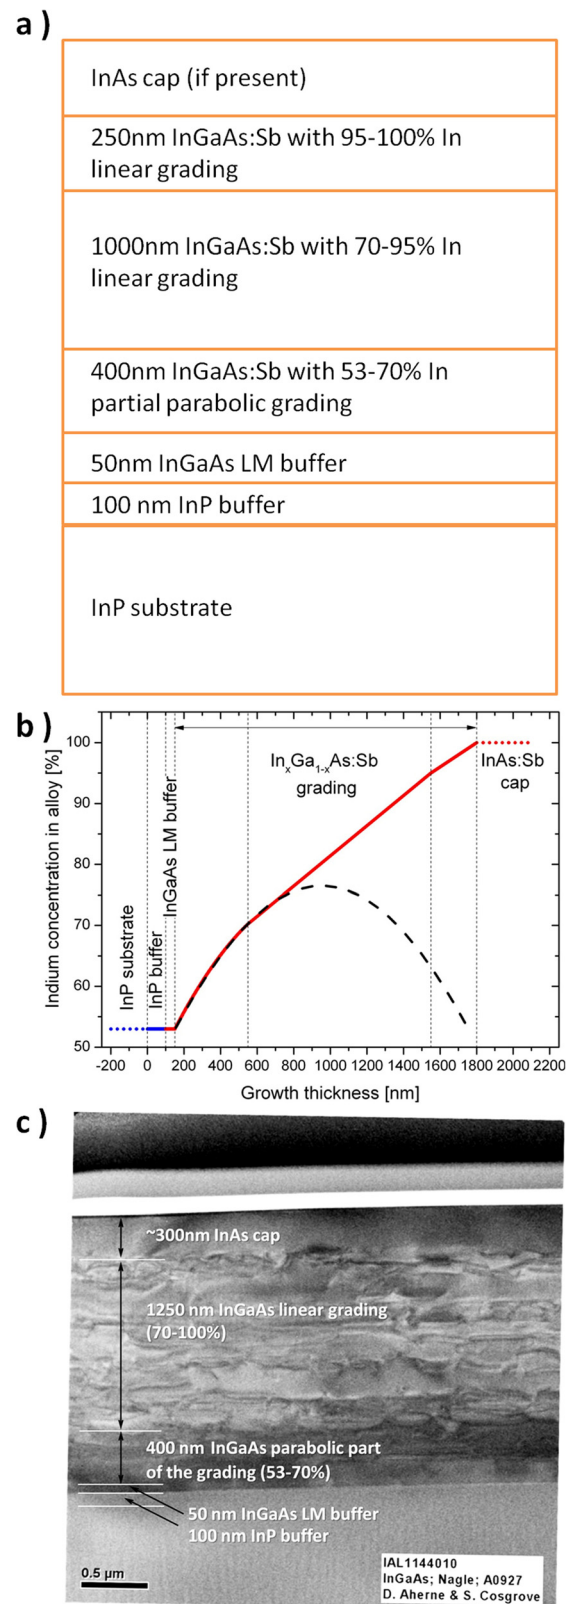 a )
InAs cap (if present)
250nm InGaAs:Sb with 95-100% In
linear grading
1000nm InGaAs:Sb with 70-95% In
linear grading
400nm InGaAs:Sb with 53-70% In
partial parabolic grading
50nm InGaAs LM buffer
100 nm InP buffer
InP substrate
b )
Indium concentration in alloy [%]
100
90
80
70
60
50
InP substrate
InP buffer
InGaAs LM buffer
InxGa1-xAs:Sb
grading
InAs:Sb
cap
-200 0 200 400 600 800 1000 1200 1400 1600 1800 2000 2200
Growth thickness [nm]
c )
~300nm InAs cap
1250 nm InGaAs linear grading
(70-100%)
400 nm InGaAs parabolic part
of the grading (53-70%)
50 nm InGaAs LM buffer
100 nm InP buffer
0.5 µm
IAL1144010
InGaAs; Nagle; A0927
D. Aherne & S. Cosgrove